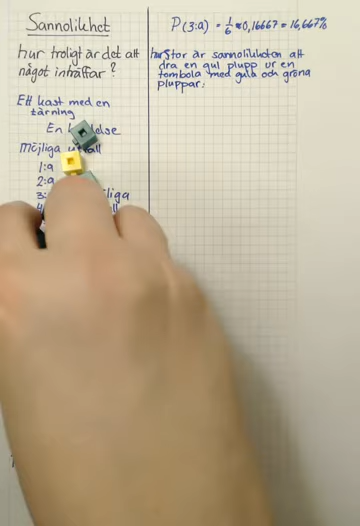 Sannolikhet
hur troligt är det att
något inträffar?
Ett kast med en
tärning
En
Möjliga
1:a
2:a
P(3:a) = 1/6 ≈ 0,16667 = 16,667%
hur stor är sannolikheten att
dra en gul plupp ur en
tombola med gula och gröna
pluppar: